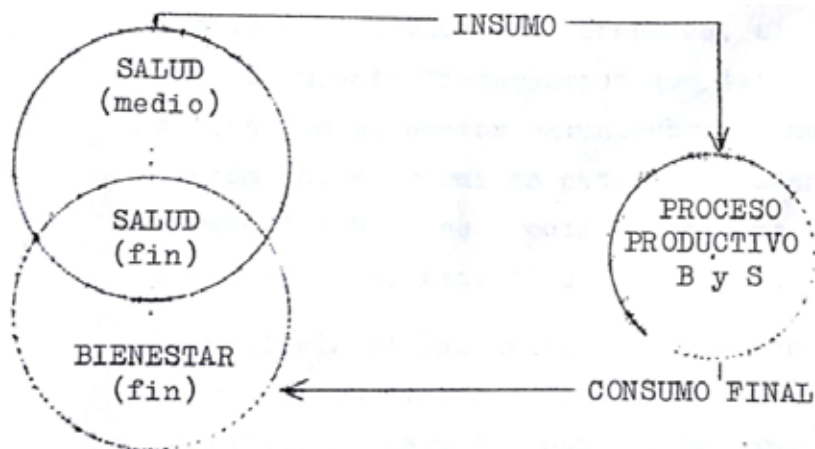 INSUMO
SALUD
(medio)
SALUD
(fin)
PROCESO
PRODUCTIVO
B y S
BIENESTAR
(fin)
CONSUMO FINAL